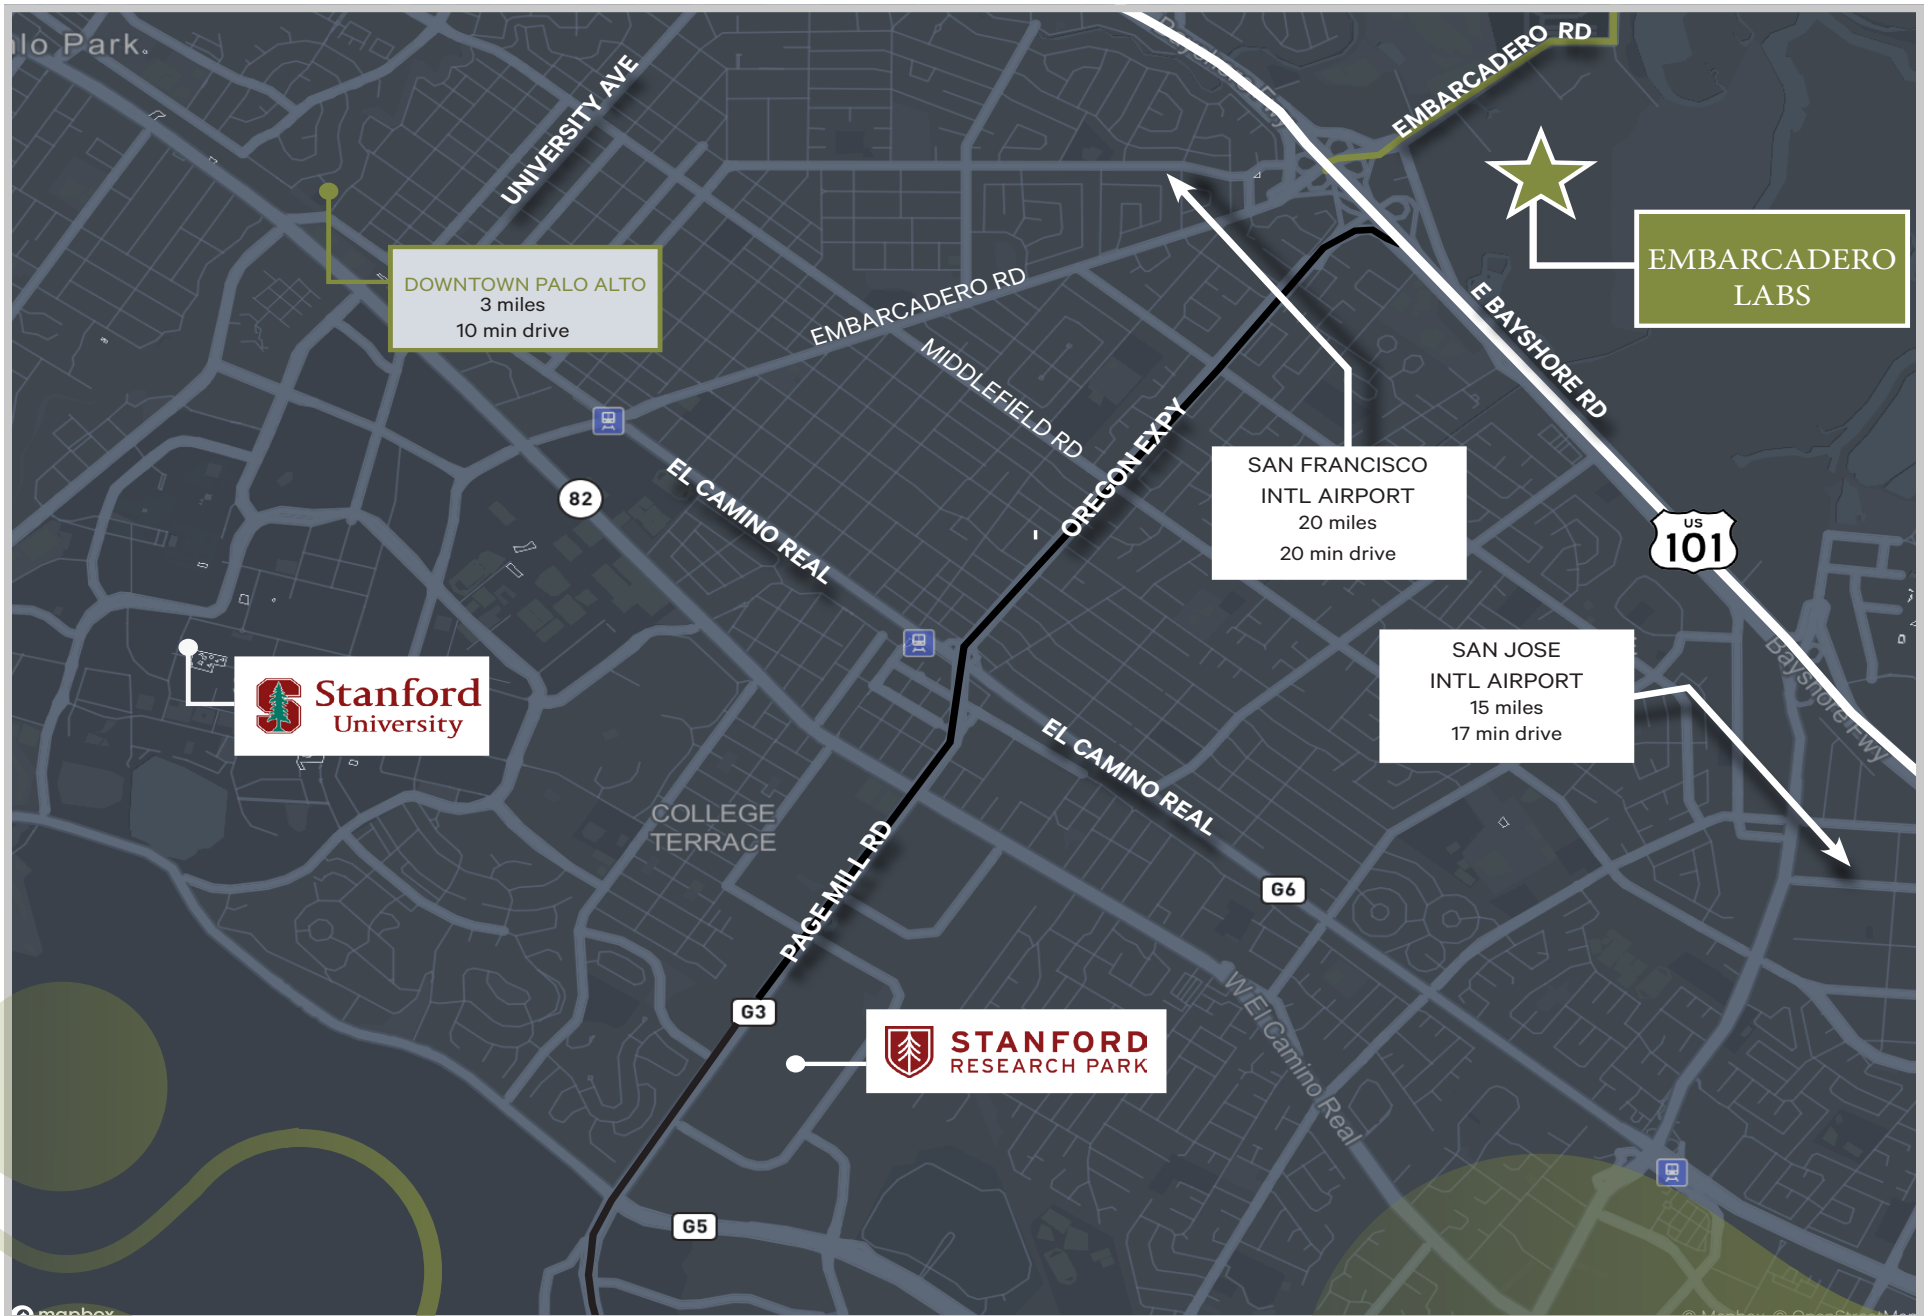 lo Park
UNIVERSITY AVE
EMBARCADERO RD
EMBARCADERO
LABS
DOWNTOWN PALO ALTO
3 miles
10 min drive
EMBARCADERO RD
MIDDLEFIELD RD
E BAYSHORE RD
OREGON EXPY
SAN FRANCISCO
INTL AIRPORT
20 miles
20 min drive
82
EL CAMINO REAL
US
101
SAN JOSE
INTL AIRPORT
15 miles
17 min drive
Bayshore Fwy
Stanford
University
EL CAMINO REAL
COLLEGE
TERRACE
PAGE MILL RD
G6
W El Camino Real
G3
STANFORD
RESEARCH PARK
G5
mapbox
© Mapbox, © OpenStreetMap